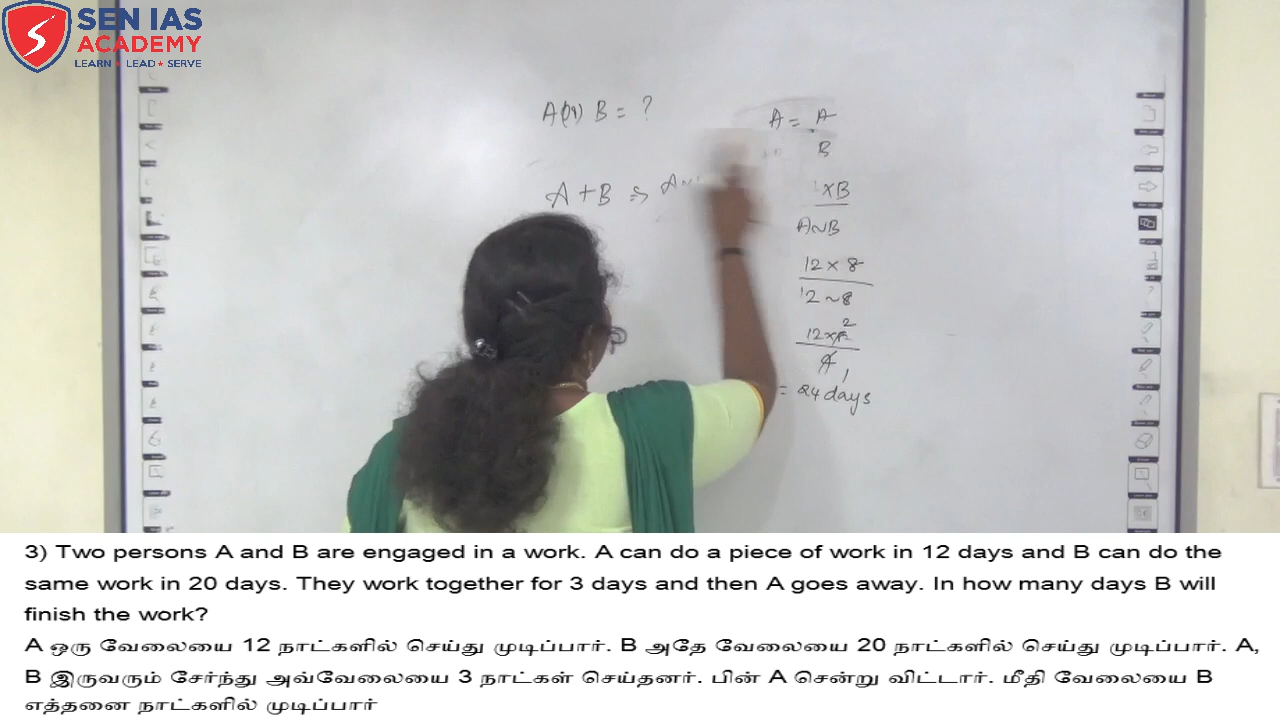 SEN IAS
ACADEMY
LEARN ★ LEAD ★ SERVE
A(or) B = ?
A + B ⇒
A = A
B
1×B
A~B
12 × 8
12 ~ 8
2
1
= 24 days
3) Two persons A and B are engaged in a work. A can do a piece of work in 12 days and B can do the
same work in 20 days. They work together for 3 days and then A goes away. In how many days B will
finish the work?
A ஒரு வேலையை 12 நாட்களில் செய்து முடிப்பார். B அதே வேலையை 20 நாட்களில் செய்து முடிப்பார். A,
B இருவரும் சேர்ந்து அவ்வேலையை 3 நாட்கள் செய்தனர். பின் A சென்று விட்டார். மீதி வேலையை B
எத்தனை நாட்களில் முடிப்பார்